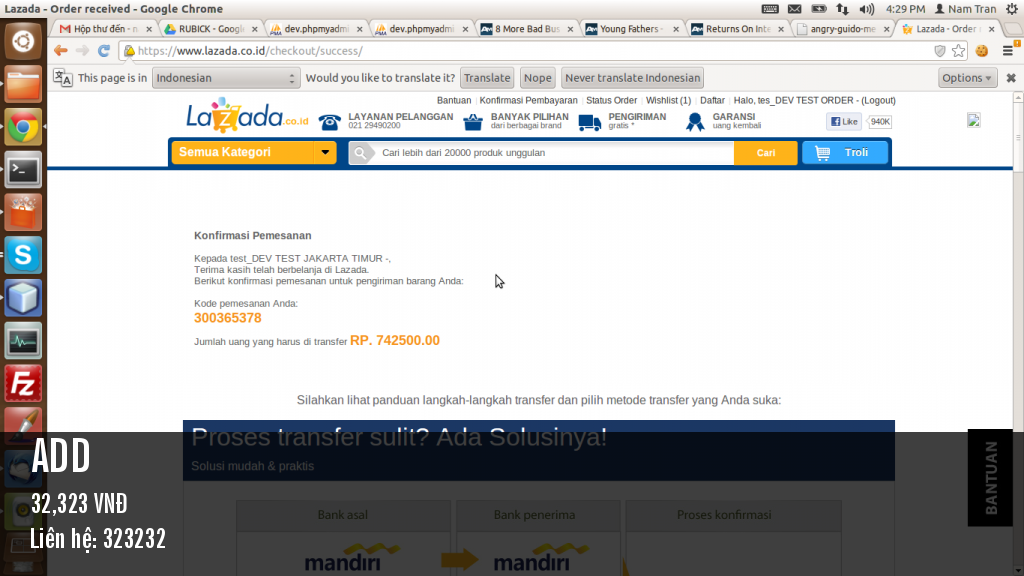 Lazada - Order received - Google Chrome
4:29 PM Nam Tran
Hộp thư đến - n
RUBICK - Google
dev.phpmyadmi
dev.phpmyadmi
8 More Bad Bus
Young Fathers -
Returns On Inte
angry-guido-me
Lazada - Order
https://www.lazada.co.id/checkout/success/
This page is in Indonesian Would you like to translate it? Translate Nope Never translate Indonesian Options
Bantuan Konfirmasi Pembayaran Status Order Wishlist (1) Daftar Halo, tes_DEV TEST ORDER - (Logout)
Lazada.co.id
LAYANAN PELANGGAN
021 29490200
BANYAK PILIHAN
dari berbagai brand
PENGIRIMAN
gratis *
GARANSI
uang kembali
Like 940K
Semua Kategori
Cari lebih dari 20000 produk unggulan
Cari
Troli
Konfirmasi Pemesanan
Kepada test_DEV TEST JAKARTA TIMUR -,
Terima kasih telah berbelanja di Lazada.
Berikut konfirmasi pemesanan untuk pengiriman barang Anda:
Kode pemesanan Anda:
300365378
Jumlah uang yang harus di transfer RP. 742500.00
Silahkan lihat panduan langkah-langkah transfer dan pilih metode transfer yang Anda suka:
Proses transfer sulit? Ada Solusinya!
Solusi mudah & praktis
Bank asal
Bank penerima
Proses konfirmasi
mandiri
mandiri
BANTUAN
ADD
32,323 VNĐ
Liên hệ: 323232